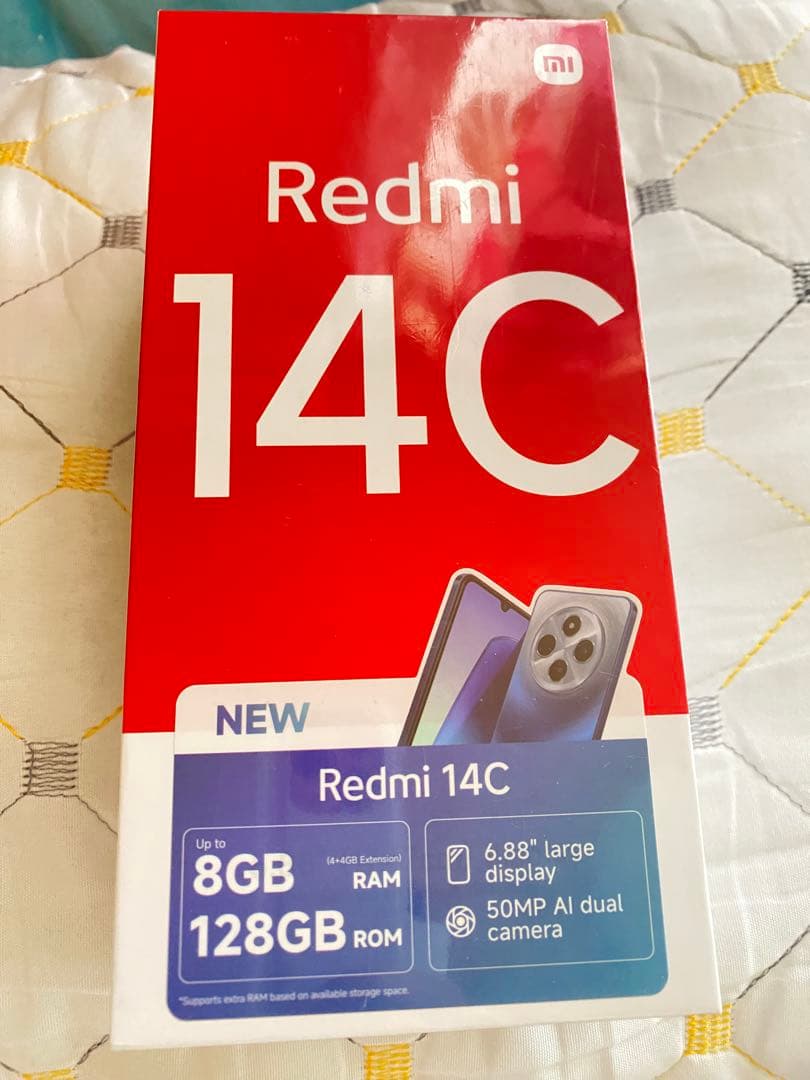 mi
Redmi
14C
NEW
Redmi 14C
Up to
8GB (4+4GB Extension) RAM
128GB ROM
6.88" large
display
50MP AI dual
camera
*Supports extra RAM based on available storage space.